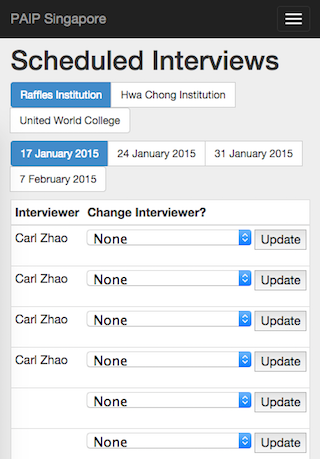 PAIP Singapore
Scheduled Interviews
Raffles Institution Hwa Chong Institution
United World College
17 January 2015 24 January 2015 31 January 2015
7 February 2015
Interviewer Change Interviewer?
Carl Zhao None Update
Carl Zhao None Update
Carl Zhao None Update
Carl Zhao None Update
None Update
None Update